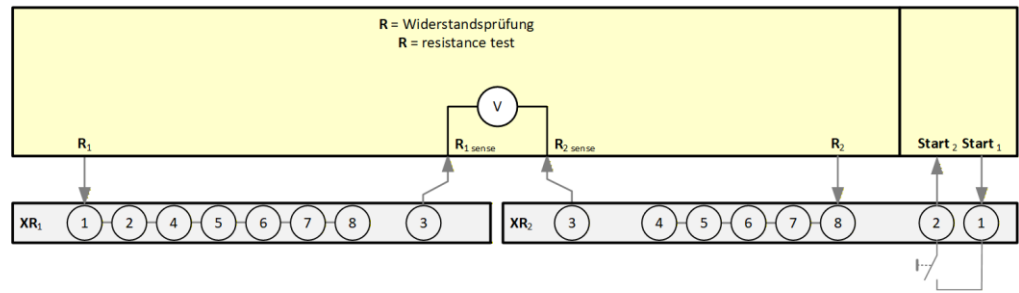 R = Widerstandsprüfung
R = resistance test
V
R1 R1 sense R2 sense R2 Start 2 Start 1
XR1 1 2 4 5 6 7 8 3 XR2 3 4 5 6 7 8 2 1